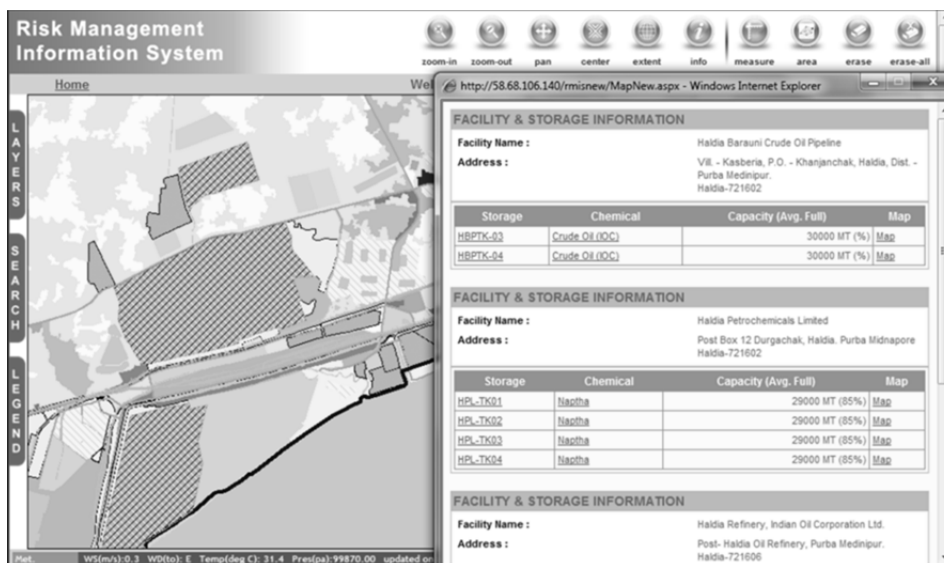 Risk Management
Information System
zoom-in zoom-out pan center extent info measure area erase erase-all
Home Wel
http://58.68.106.140/rmisnew/MapNew.aspx - Windows Internet Explorer
LAYERS
SEARCH
LEGEND
FACILITY & STORAGE INFORMATION
Facility Name : Haldia Barauni Crude Oil Pipeline
Address : Vill. - Kasberia, P.O. - Khanjanchak, Haldia, Dist. -
Purba Medinipur.
Haldia-721602
Storage Chemical Capacity (Avg. Full) Map
HBPTK-03 Crude Oil (IOC) 30000 MT (%) Map
HBPTK-04 Crude Oil (IOC) 30000 MT (%) Map
FACILITY & STORAGE INFORMATION
Facility Name : Haldia Petrochemicals Limited
Address : Post Box 12 Durgachak, Haldia. Purba Midnapore
Haldia-721602
Storage Chemical Capacity (Avg. Full) Map
HPL-TK01 Naptha 29000 MT (85%) Map
HPL-TK02 Naptha 29000 MT (85%) Map
HPL-TK03 Naptha 29000 MT (85%) Map
HPL-TK04 Naptha 29000 MT (85%) Map
FACILITY & STORAGE INFORMATION
Facility Name : Haldia Refinery, Indian Oil Corporation Ltd.
Address : Post- Haldia Oil Refinery, Purba Medinipur.
Haldia-721606
Met. WS(m/s):0.3 WD(to): E Temp(deg C): 31.4 Pres(pa):99870.00 updated on